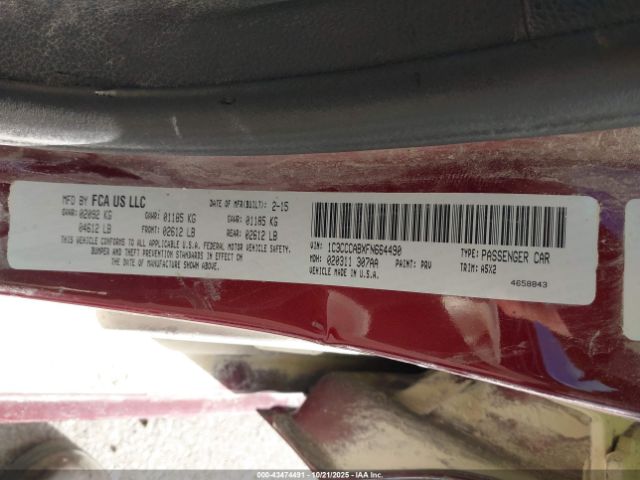 MFD BY FCA US LLC DATE OF MFR(BUILT): 2-15
GVWR: 02092 KG GAWR: 01185 KG GAWR: 01185 KG
04612 LB FRONT: 02612 LB REAR: 02612 LB
THIS VEHICLE CONFORMS TO ALL APPLICABLE U.S.A. FEDERAL MOTOR VEHICLE SAFETY,
BUMPER AND THEFT PREVENTION STANDARDS IN EFFECT ON
THE DATE OF MANUFACTURE SHOWN ABOVE.
VIN: 1C3CCCABXFN664490 TYPE: PASSENGER CAR
MDH: 020311 307AA PAINT: PRV TRIM: A5X2
VEHICLE MADE IN U.S.A. 4658843
000-43474491 - 10/21/2025 - IAA Inc.